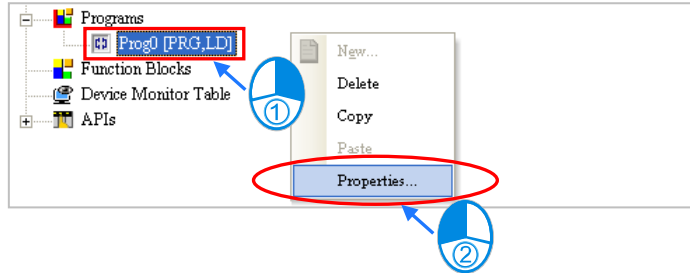 Programs
Prog0 [PRG,LD]
Function Blocks
Device Monitor Table
APIs
New...
Delete
Copy
Paste
Properties...
1
2